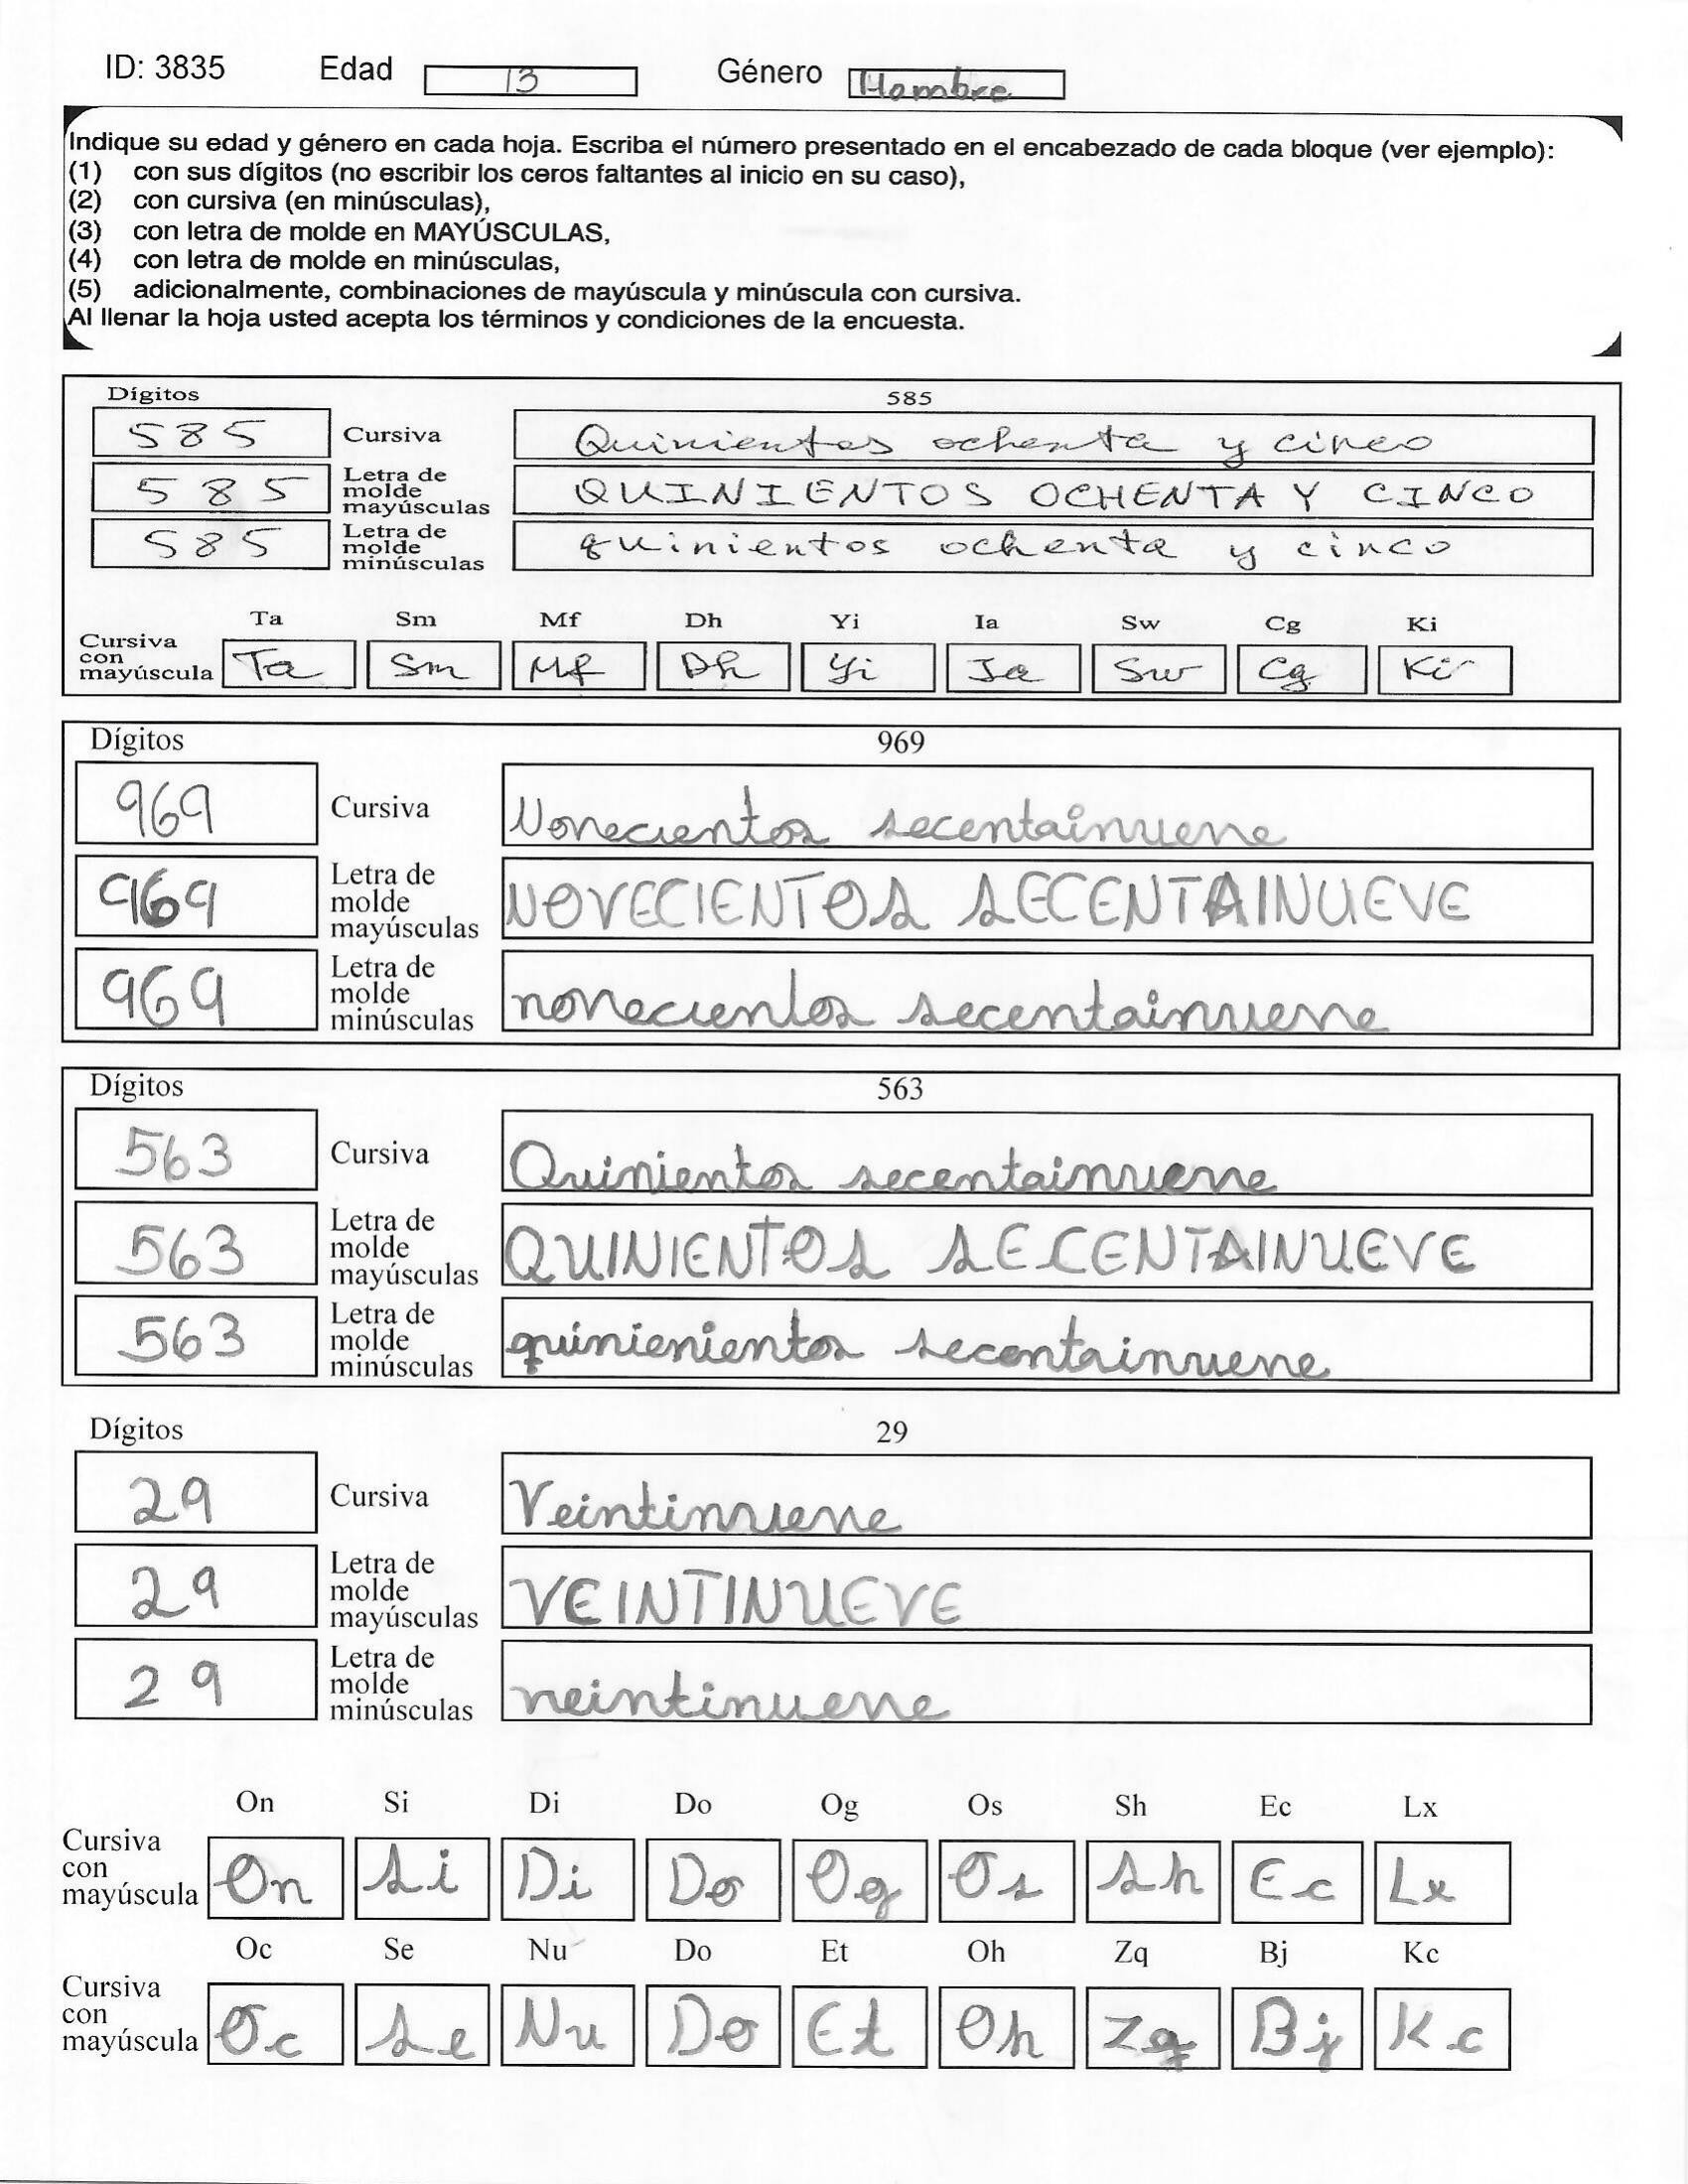 ID: 3835 Edad 13 Género Hombre
Indique su edad y género en cada hoja. Escriba el número presentado en el encabezado de cada bloque (ver ejemplo):
(1) con sus dígitos (no escribir los ceros faltantes al inicio en su caso),
(2) con cursiva (en minúsculas),
(3) con letra de molde en MAYÚSCULAS,
(4) con letra de molde en minúsculas,
(5) adicionalmente, combinaciones de mayúscula y minúscula con cursiva.
Al llenar la hoja usted acepta los términos y condiciones de la encuesta.
Dígitos 585
585 Cursiva Quinientos ochenta y cinco
585 Letra de molde mayúsculas QUINIENTOS OCHENTA Y CINCO
585 Letra de molde minúsculas quinientos ochenta y cinco
Ta Sm Mf Dh Yi Ia Sw Cg Ki
Cursiva con mayúscula Ta Sm Mf Dh Yi Ia Sw Cg Ki
Dígitos 969
969 Cursiva Novecientos secentainueve
969 Letra de molde mayúsculas NOVECIENTOS SECENTAINUEVE
969 Letra de molde minúsculas novecientos secentainueve
Dígitos 563
563 Cursiva Quinientos secentainueve
563 Letra de molde mayúsculas QUINIENTOS SECENTAINUEVE
563 Letra de molde minúsculas quinienientos secentainueve
Dígitos 29
29 Cursiva Veintinueve
29 Letra de molde mayúsculas VEINTINUEVE
29 Letra de molde minúsculas veintinueve
On Si Di Do Og Os Sh Ec Lx
Cursiva con mayúscula On Si Di Do Og Os Sh Ec Lx
Oc Se Nu Do Et Oh Zq Bj Kc
Cursiva con mayúscula Oc Se Nu Do Et Oh Zq Bj Kc